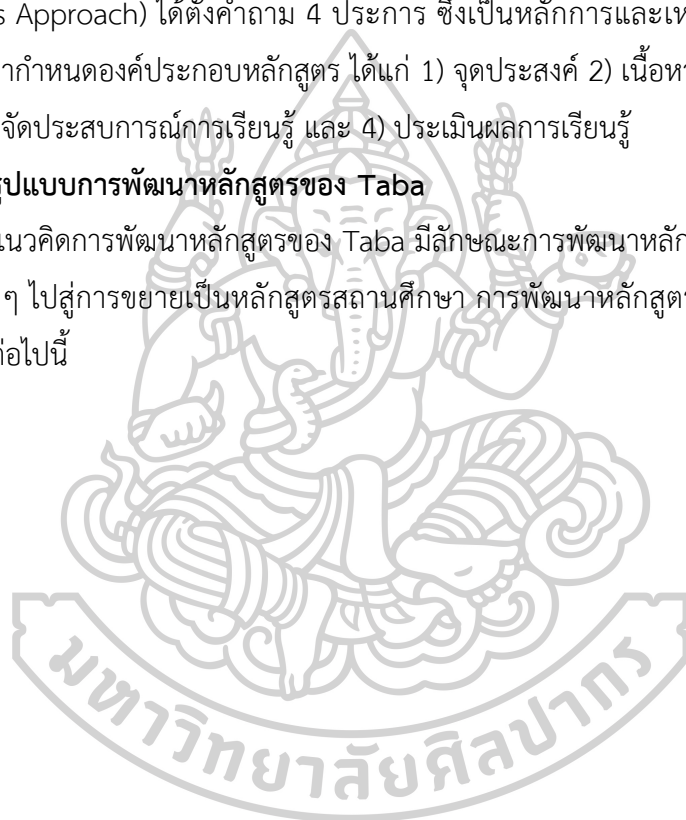 s Approach) ได้ตั้งคำถาม 4 ประการ ซึ่งเป็นหลักการและเห
ากำหนดองค์ประกอบหลักสูตร ได้แก่ 1) จุดประสงค์ 2) เนื้อหา
จัดประสบการณ์การเรียนรู้ และ 4) ประเมินผลการเรียนรู้
รูปแบบการพัฒนาหลักสูตรของ Taba
แนวคิดการพัฒนาหลักสูตรของ Taba มีลักษณะการพัฒนาหลัก
ๆ ไปสู่การขยายเป็นหลักสูตรสถานศึกษา การพัฒนาหลักสูตร
ต่อไปนี้
มหาวิทยาลัยศิลปากร